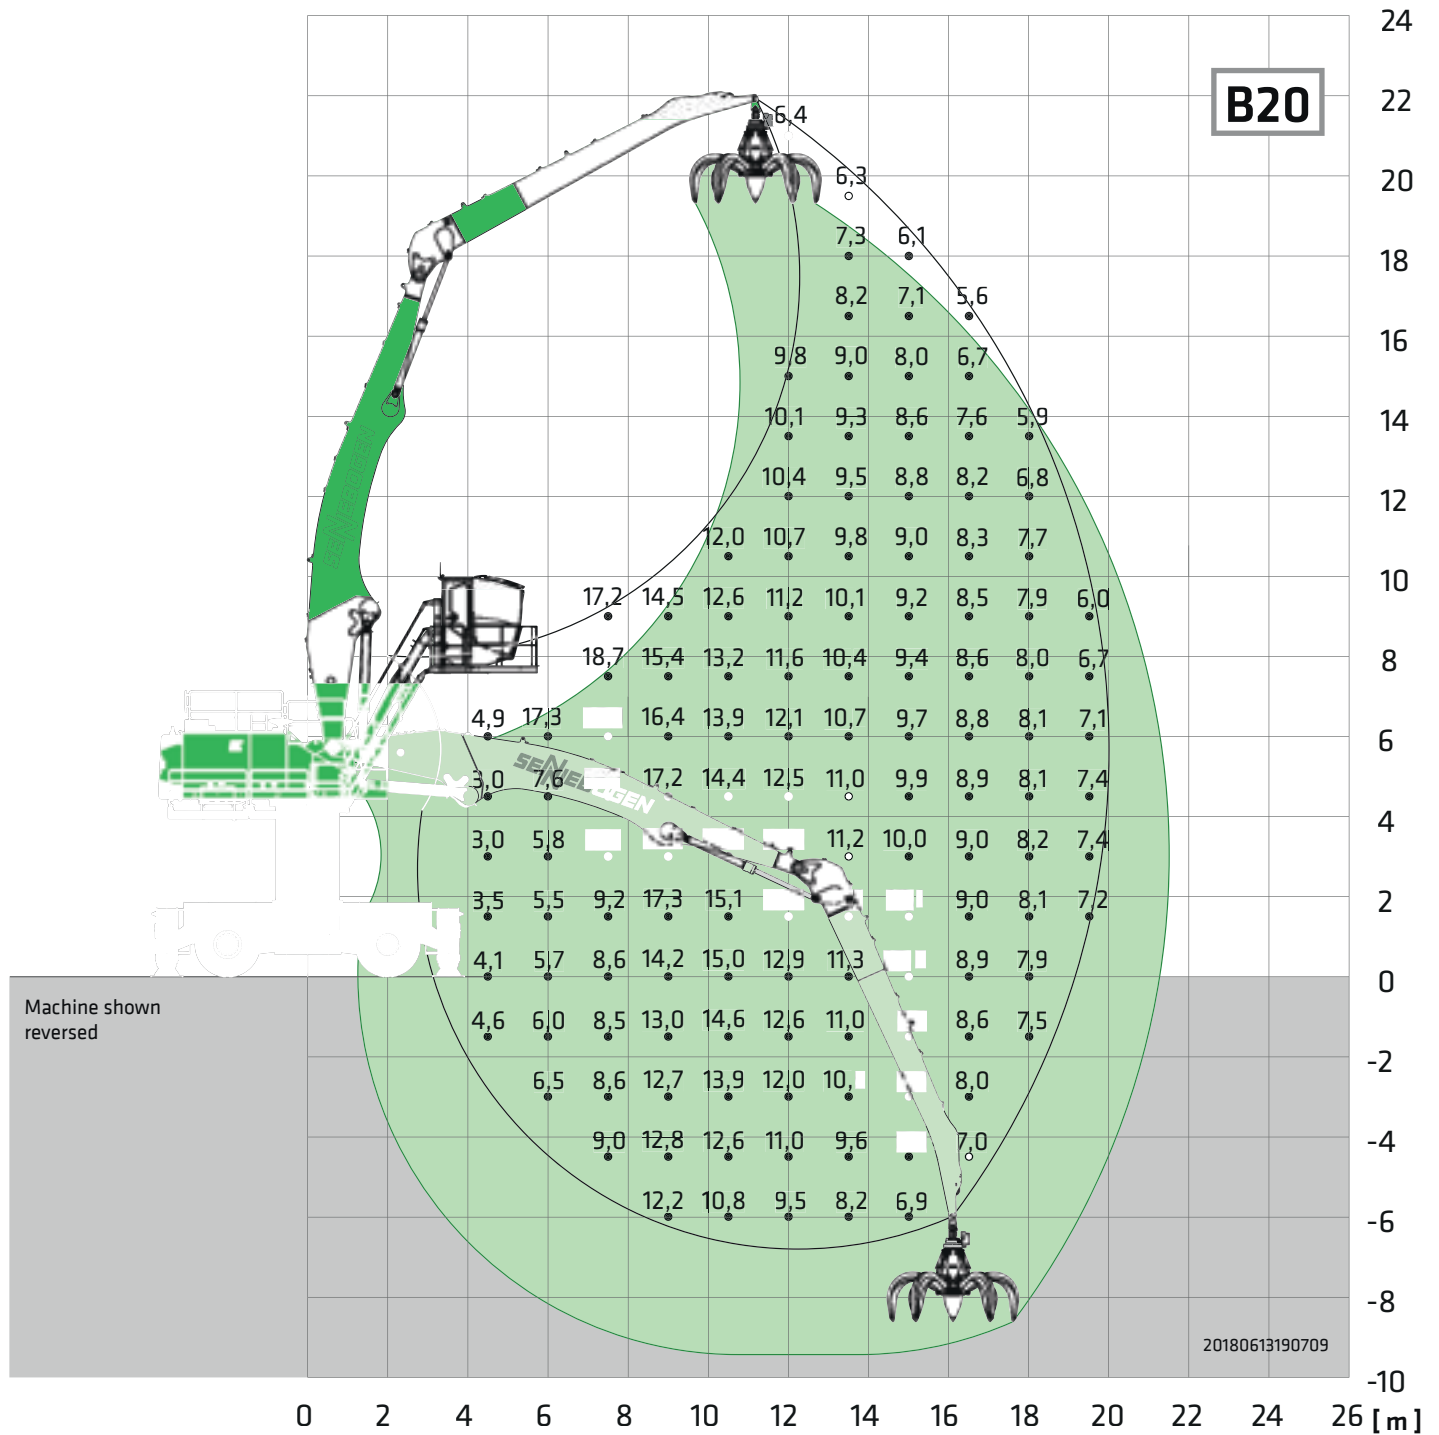 24
B20
22
6,4
20
6,3
7,3 6,1
18
8,2 7,1 5,6
16
9,8 9,0 8,0 6,7
14
10,1 9,3 8,6 7,6 5,9
10,4 9,5 8,8 8,2 6,8
12
12,0 10,7 9,8 9,0 8,3 7,7
10
17,2 14,5 12,6 11,2 10,1 9,2 8,5 7,9 6,0
18,7 15,4 13,2 11,6 10,4 9,4 8,6 8,0 6,7
8
4,9 17,3 16,4 13,9 12,1 10,7 9,7 8,8 8,1 7,1
6
SENNEBOGEN
SENNEBOGEN
3,0 7,6 17,2 14,4 12,5 11,0 9,9 8,9 8,1 7,4
4
3,0 5,8 11,2 10,0 9,0 8,2 7,4
3,5 5,5 9,2 17,3 15,1 9,0 8,1 7,2
2
4,1 5,7 8,6 14,2 15,0 12,9 11,3 8,9 7,9
0
Machine shown
reversed
4,6 6,0 8,5 13,0 14,6 12,6 11,0 8,6 7,5
-2
6,5 8,6 12,7 13,9 12,0 10, 8,0
9,0 12,8 12,6 11,0 9,6 7,0
-4
12,2 10,8 9,5 8,2 6,9
-6
-8
20180613190709
-10
0 2 4 6 8 10 12 14 16 18 20 22 24 26 [ m ]